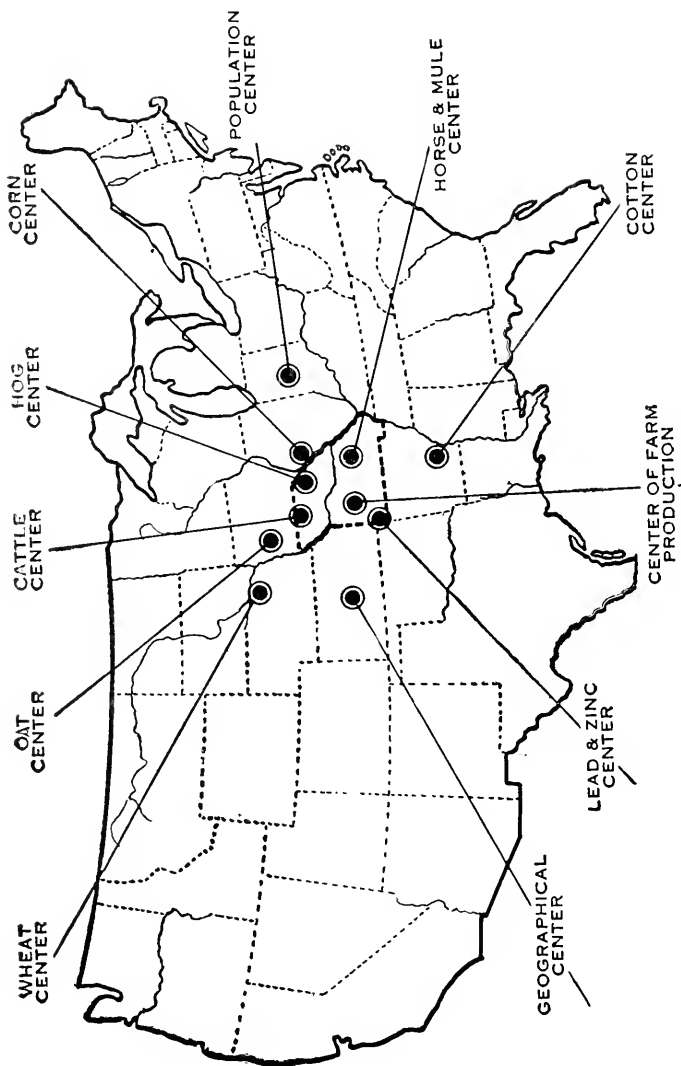 WHEAT
CENTER
OAT
CENTER
CATTLE
CENTER
HOG
CENTER
CORN
CENTER
POPULATION
CENTER
GEOGRAPHICAL
CENTER
LEAD & ZINC
CENTER
CENTER OF FARM
PRODUCTION
COTTON
CENTER
HORSE & MULE
CENTER